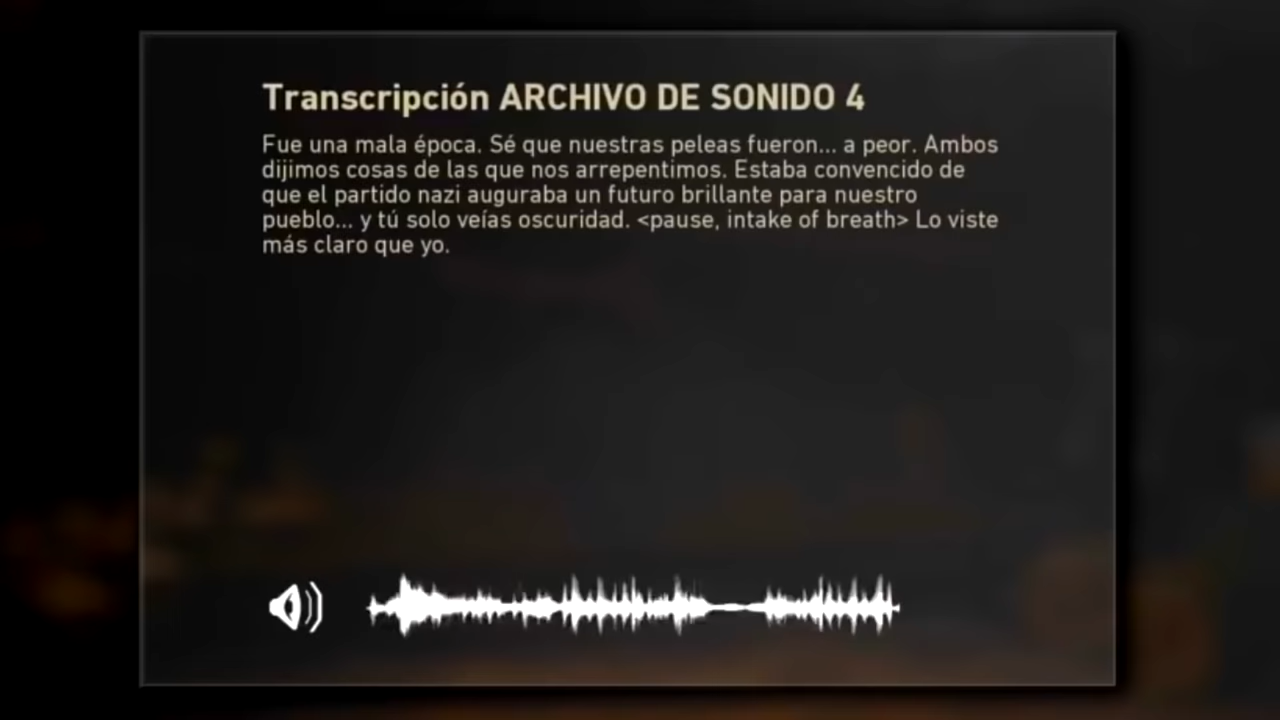 Transcripción ARCHIVO DE SONIDO 4
Fue una mala época. Sé que nuestras peleas fueron... a peor. Ambos
dijimos cosas de las que nos arrepentimos. Estaba convencido de
que el partido nazi auguraba un futuro brillante para nuestro
pueblo... y tú solo veías oscuridad. <pause, intake of breath> Lo viste
más claro que yo.